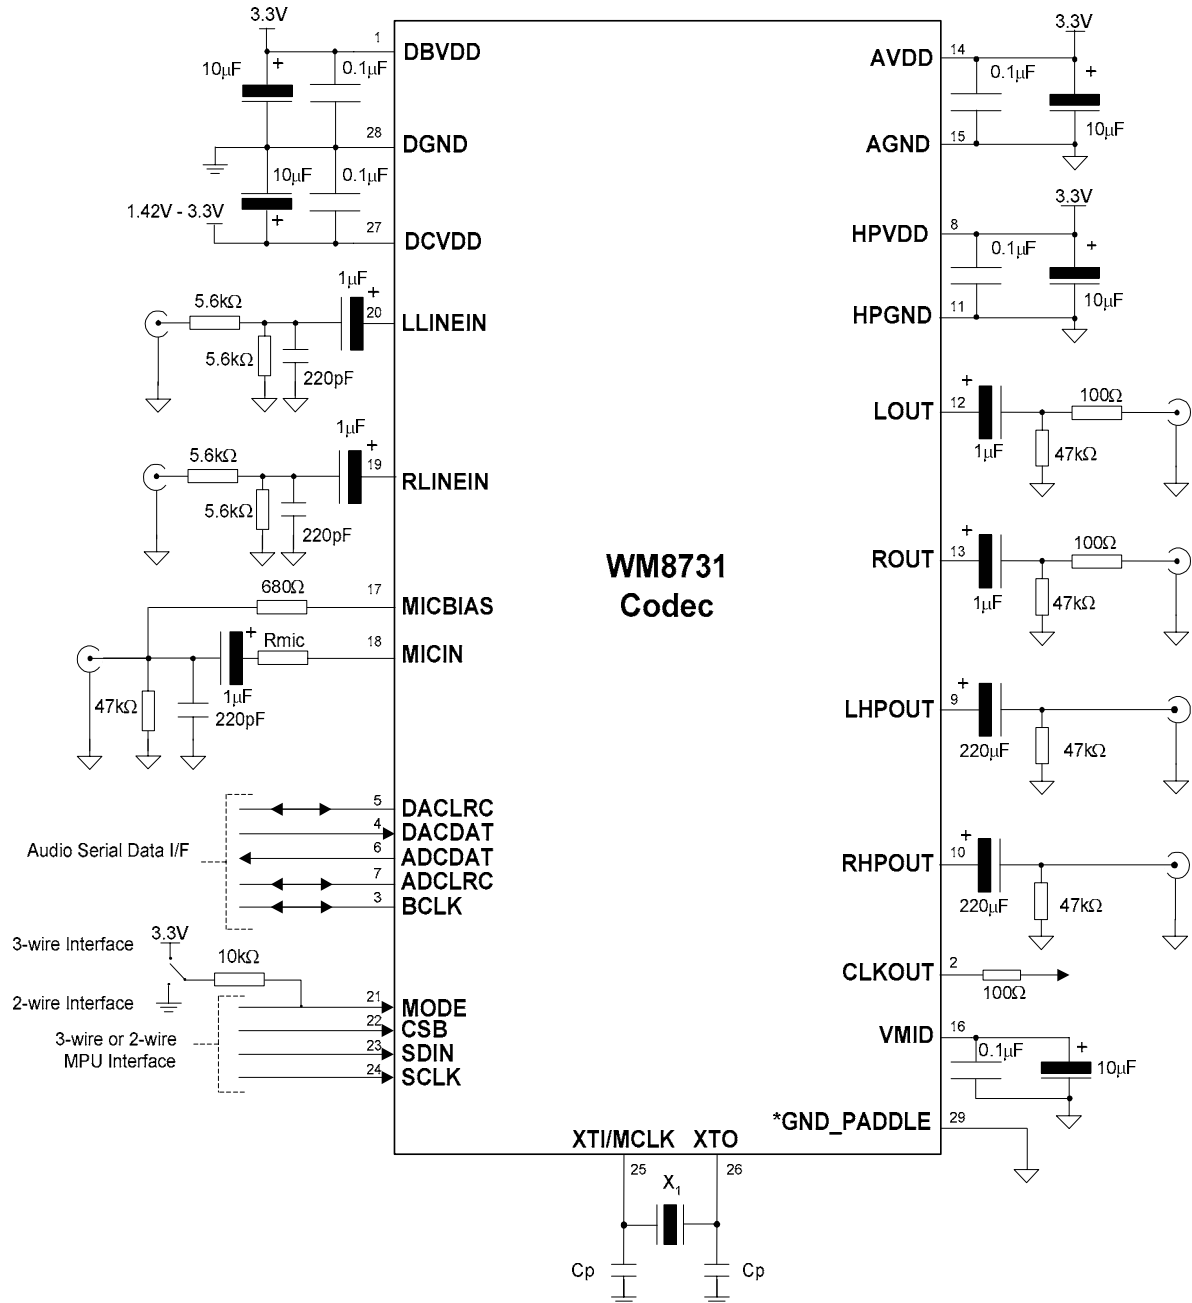 3.3V
1
DBVDD
10µF
+
0.1µF
28
DGND
10µF
0.1µF
+
1.42V - 3.3V
27
DCVDD
1µF
+
5.6kΩ
20
LLINEIN
5.6kΩ
220pF
1µF
+
5.6kΩ
19
RLINEIN
5.6kΩ
220pF
680Ω
17
MICBIAS
+
Rmic
18
MICIN
1µF
47kΩ
220pF
5
DACLRC
4
DACDAT
Audio Serial Data I/F
6
ADCDAT
7
ADCLRC
3
BCLK
3.3V
3-wire Interface
10kΩ
2-wire Interface
21
MODE
22
CSB
3-wire or 2-wire
MPU Interface
23
SDIN
24
SCLK
WM8731
Codec
3.3V
AVDD
14
0.1µF
+
10µF
AGND
15
3.3V
HPVDD
8
0.1µF
+
10µF
HPGND
11
+
100Ω
LOUT
12
1µF
47kΩ
+
100Ω
ROUT
13
1µF
47kΩ
+
LHPOUT
9
220µF
47kΩ
+
RHPOUT
10
220µF
47kΩ
CLKOUT
2
100Ω
VMID
16
0.1µF
+
10µF
*GND_PADDLE
29
XTI/MCLK
XTO
25
26
X1
Cp
Cp